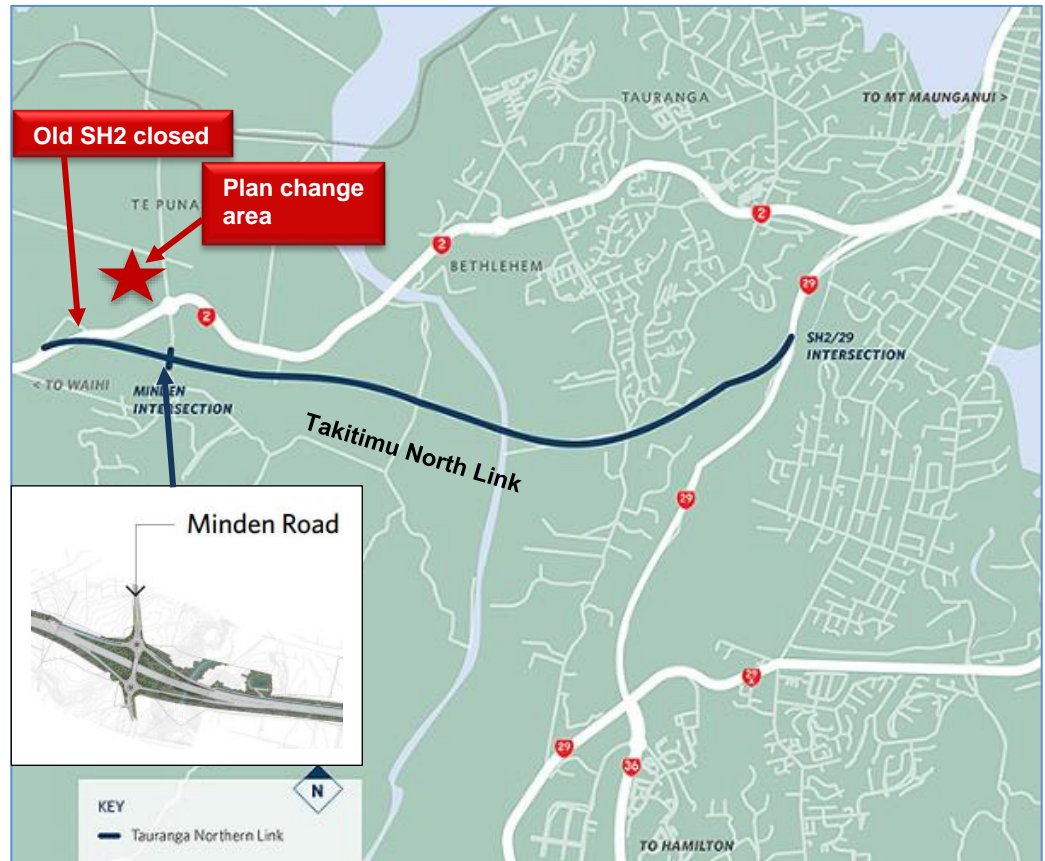 TAURANGA
TO MT MAUNGANUI >
Old SH2 closed
Plan change
area
TE PUNA
2
2
BETHLEHEM
2
29
SH2/29
INTERSECTION
< TO WAIHI
MINDEN
INTERSECTION
Takitimu North Link
29
Minden Road
29
A
29
36
N
KEY
Tauranga Northern Link
TO HAMILTON